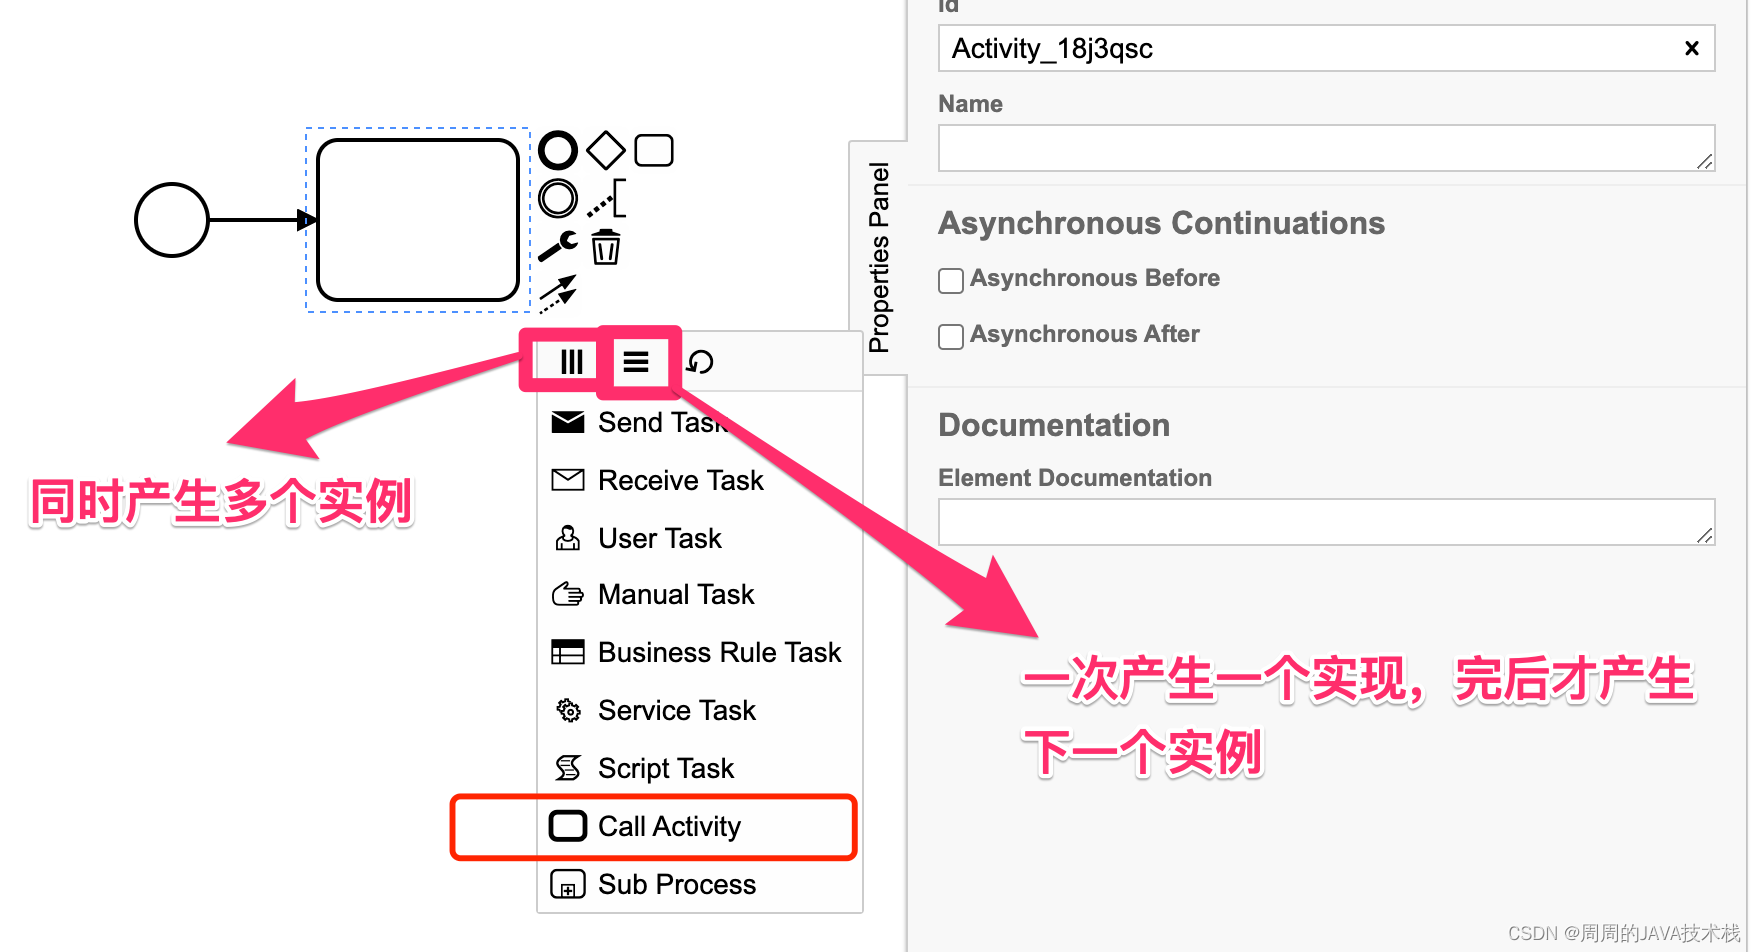 Id
Activity_18j3qsc
Name
Properties Panel
Asynchronous Continuations
Asynchronous Before
Asynchronous After
Documentation
Element Documentation
Send Task
Receive Task
User Task
Manual Task
Business Rule Task
Service Task
Script Task
Call Activity
Sub Process
同时产生多个实例
一次产生一个实现，完后才产生
下一个实例
CSDN @周周的JAVA技术栈